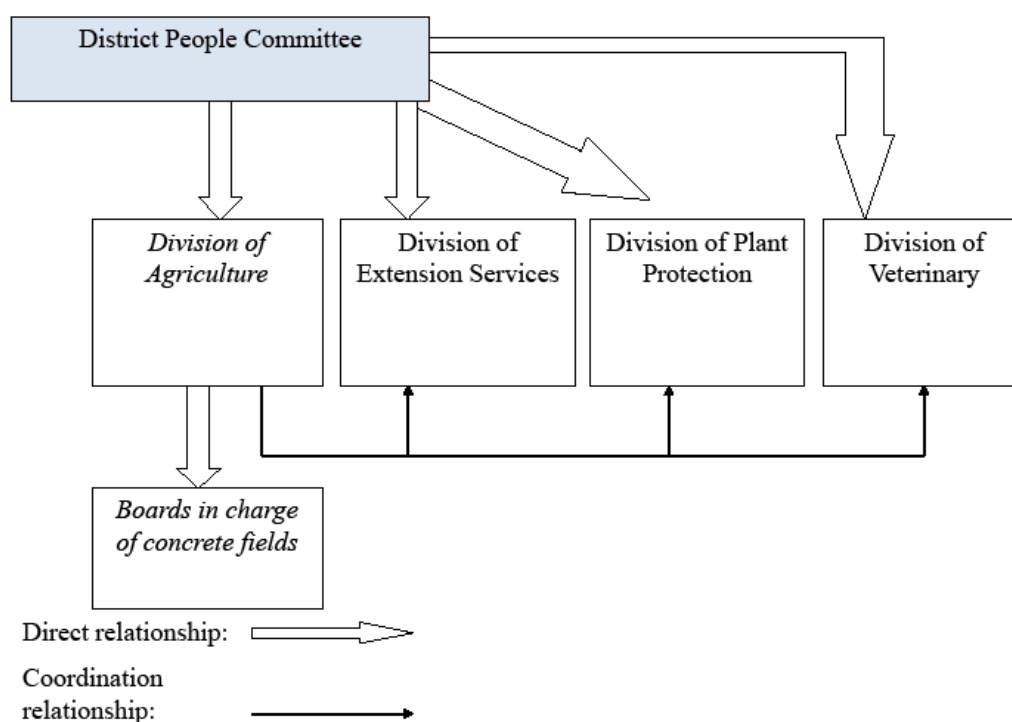 District People Committee
Division of
Agriculture
Division of
Extension Services
Division of Plant
Protection
Division of
Veterinary
Boards in charge
of concrete fields
Direct relationship:
Coordination
relationship: